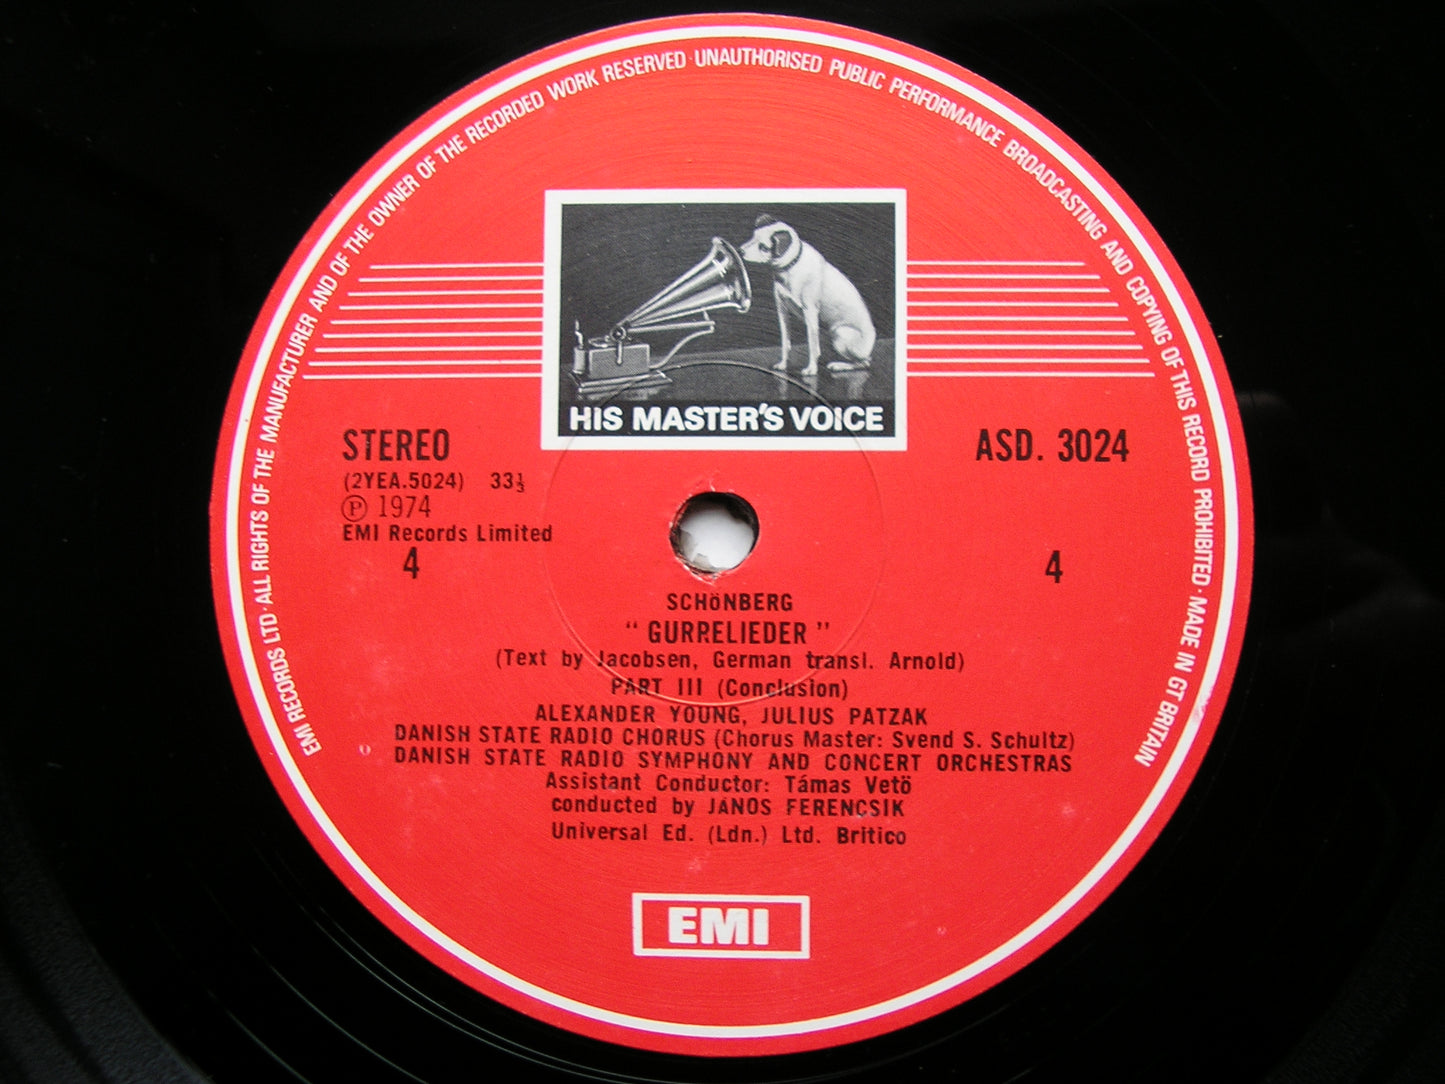 EMI RECORDS LTD · ALL RIGHTS OF THE MANUFACTURER AND OF THE OWNER OF THE RECORDED WORK RESERVED · UNAUTHORISED PUBLIC PERFORMANCE BROADCASTING AND COPYING OF THIS RECORD PROHIBITED · MADE IN GT BRITAIN
HIS MASTER'S VOICE
STEREO
ASD. 3024
(2YEA.5024) 33⅓
Ⓟ 1974
EMI Records Limited
4
4
SCHöNBERG
"GURRELIEDER"
(Text by Jacobsen, German transl. Arnold)
PART III (Conclusion)
ALEXANDER YOUNG, JULIUS PATZAK
DANISH STATE RADIO CHORUS (Chorus Master: Svend S. Schultz)
DANISH STATE RADIO SYMPHONY AND CONCERT ORCHESTRAS
Assistant Conductor: Támas Vetö
conducted by JÁNOS FERENCSIK
Universal Ed. (Ldn.) Ltd. Britico
EMI